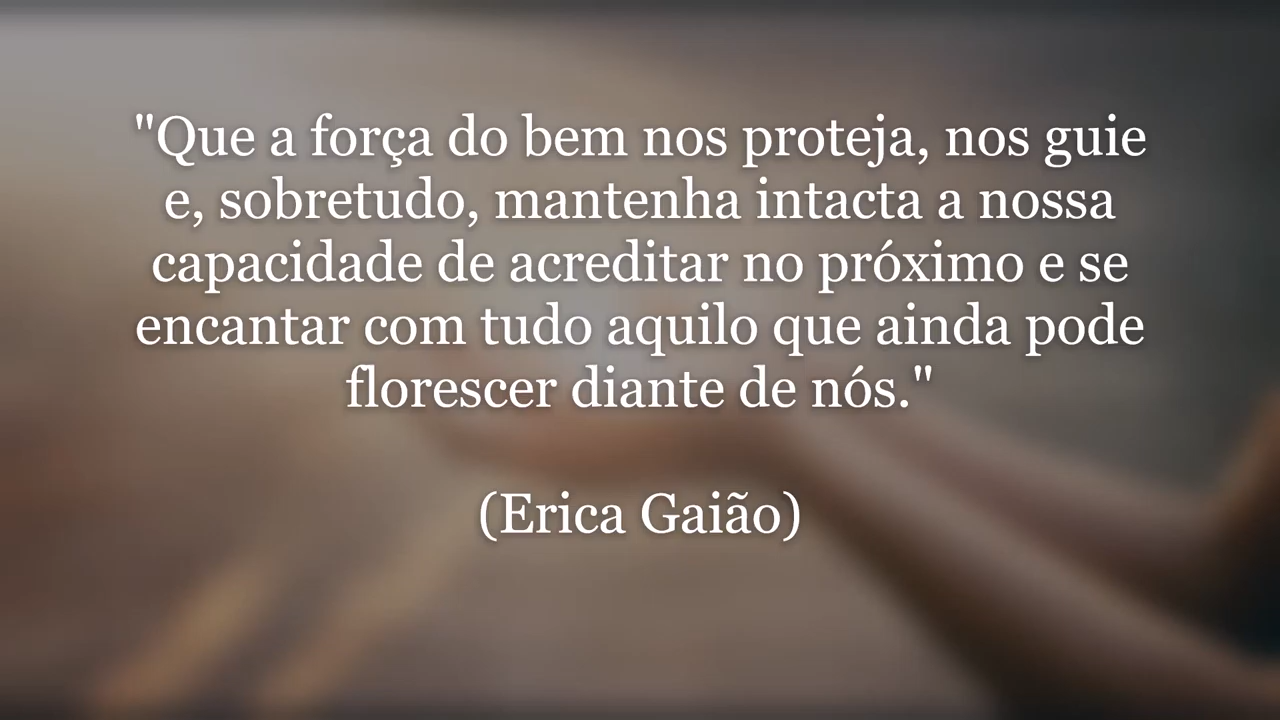 "Que a força do bem nos proteja, nos guie
e, sobretudo, mantenha intacta a nossa
capacidade de acreditar no próximo e se
encantar com tudo aquilo que ainda pode
florescer diante de nós."
(Erica Gaião)